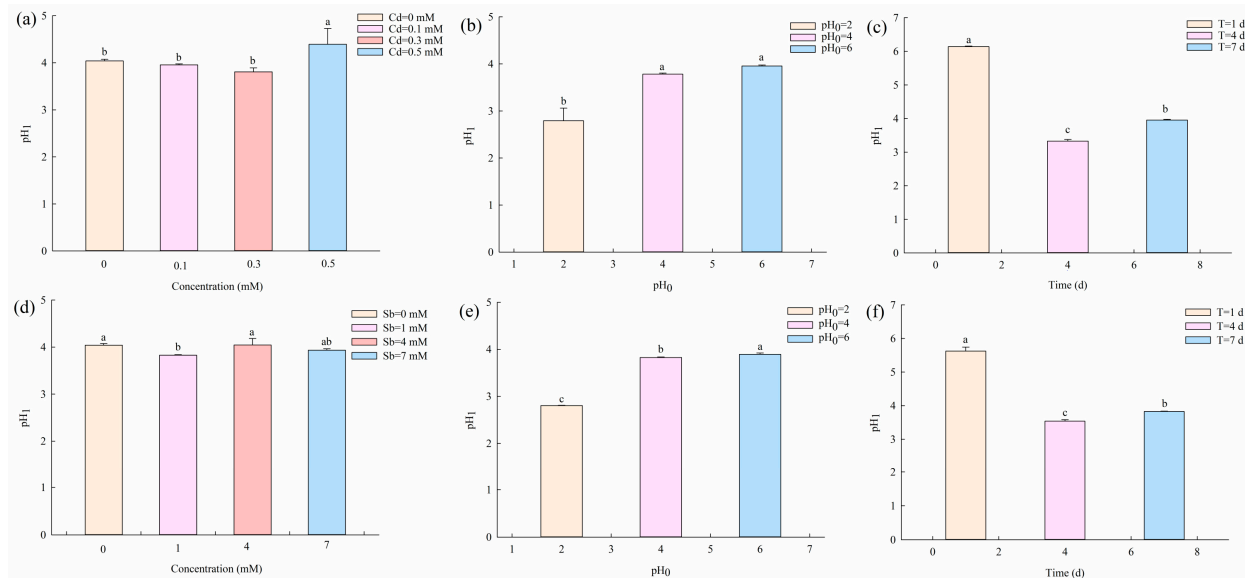 (a)
Cd=0 mM
Cd=0.1 mM
Cd=0.3 mM
Cd=0.5 mM
pH1
5
4
3
2
1
0
b
b
b
a
0 0.1 0.3 0.5
Concentration (mM)
(b)
pH0=2
pH0=4
pH0=6
pH1
5
4
3
2
1
0
b
a
a
1 2 3 4 5 6 7
pH0
(c)
T=1 d
T=4 d
T=7 d
pH1
7
6
5
4
3
2
1
0
a
c
b
0 2 4 6 8
Time (d)
(d)
Sb=0 mM
Sb=1 mM
Sb=4 mM
Sb=7 mM
pH1
5
4
3
2
1
0
a
b
a
ab
0 1 4 7
Concentration (mM)
(e)
pH0=2
pH0=4
pH0=6
pH1
5
4
3
2
1
0
c
b
a
1 2 3 4 5 6 7
pH0
(f)
T=1 d
T=4 d
T=7 d
pH1
7
6
5
4
3
2
1
0
a
c
b
0 2 4 6 8
Time (d)